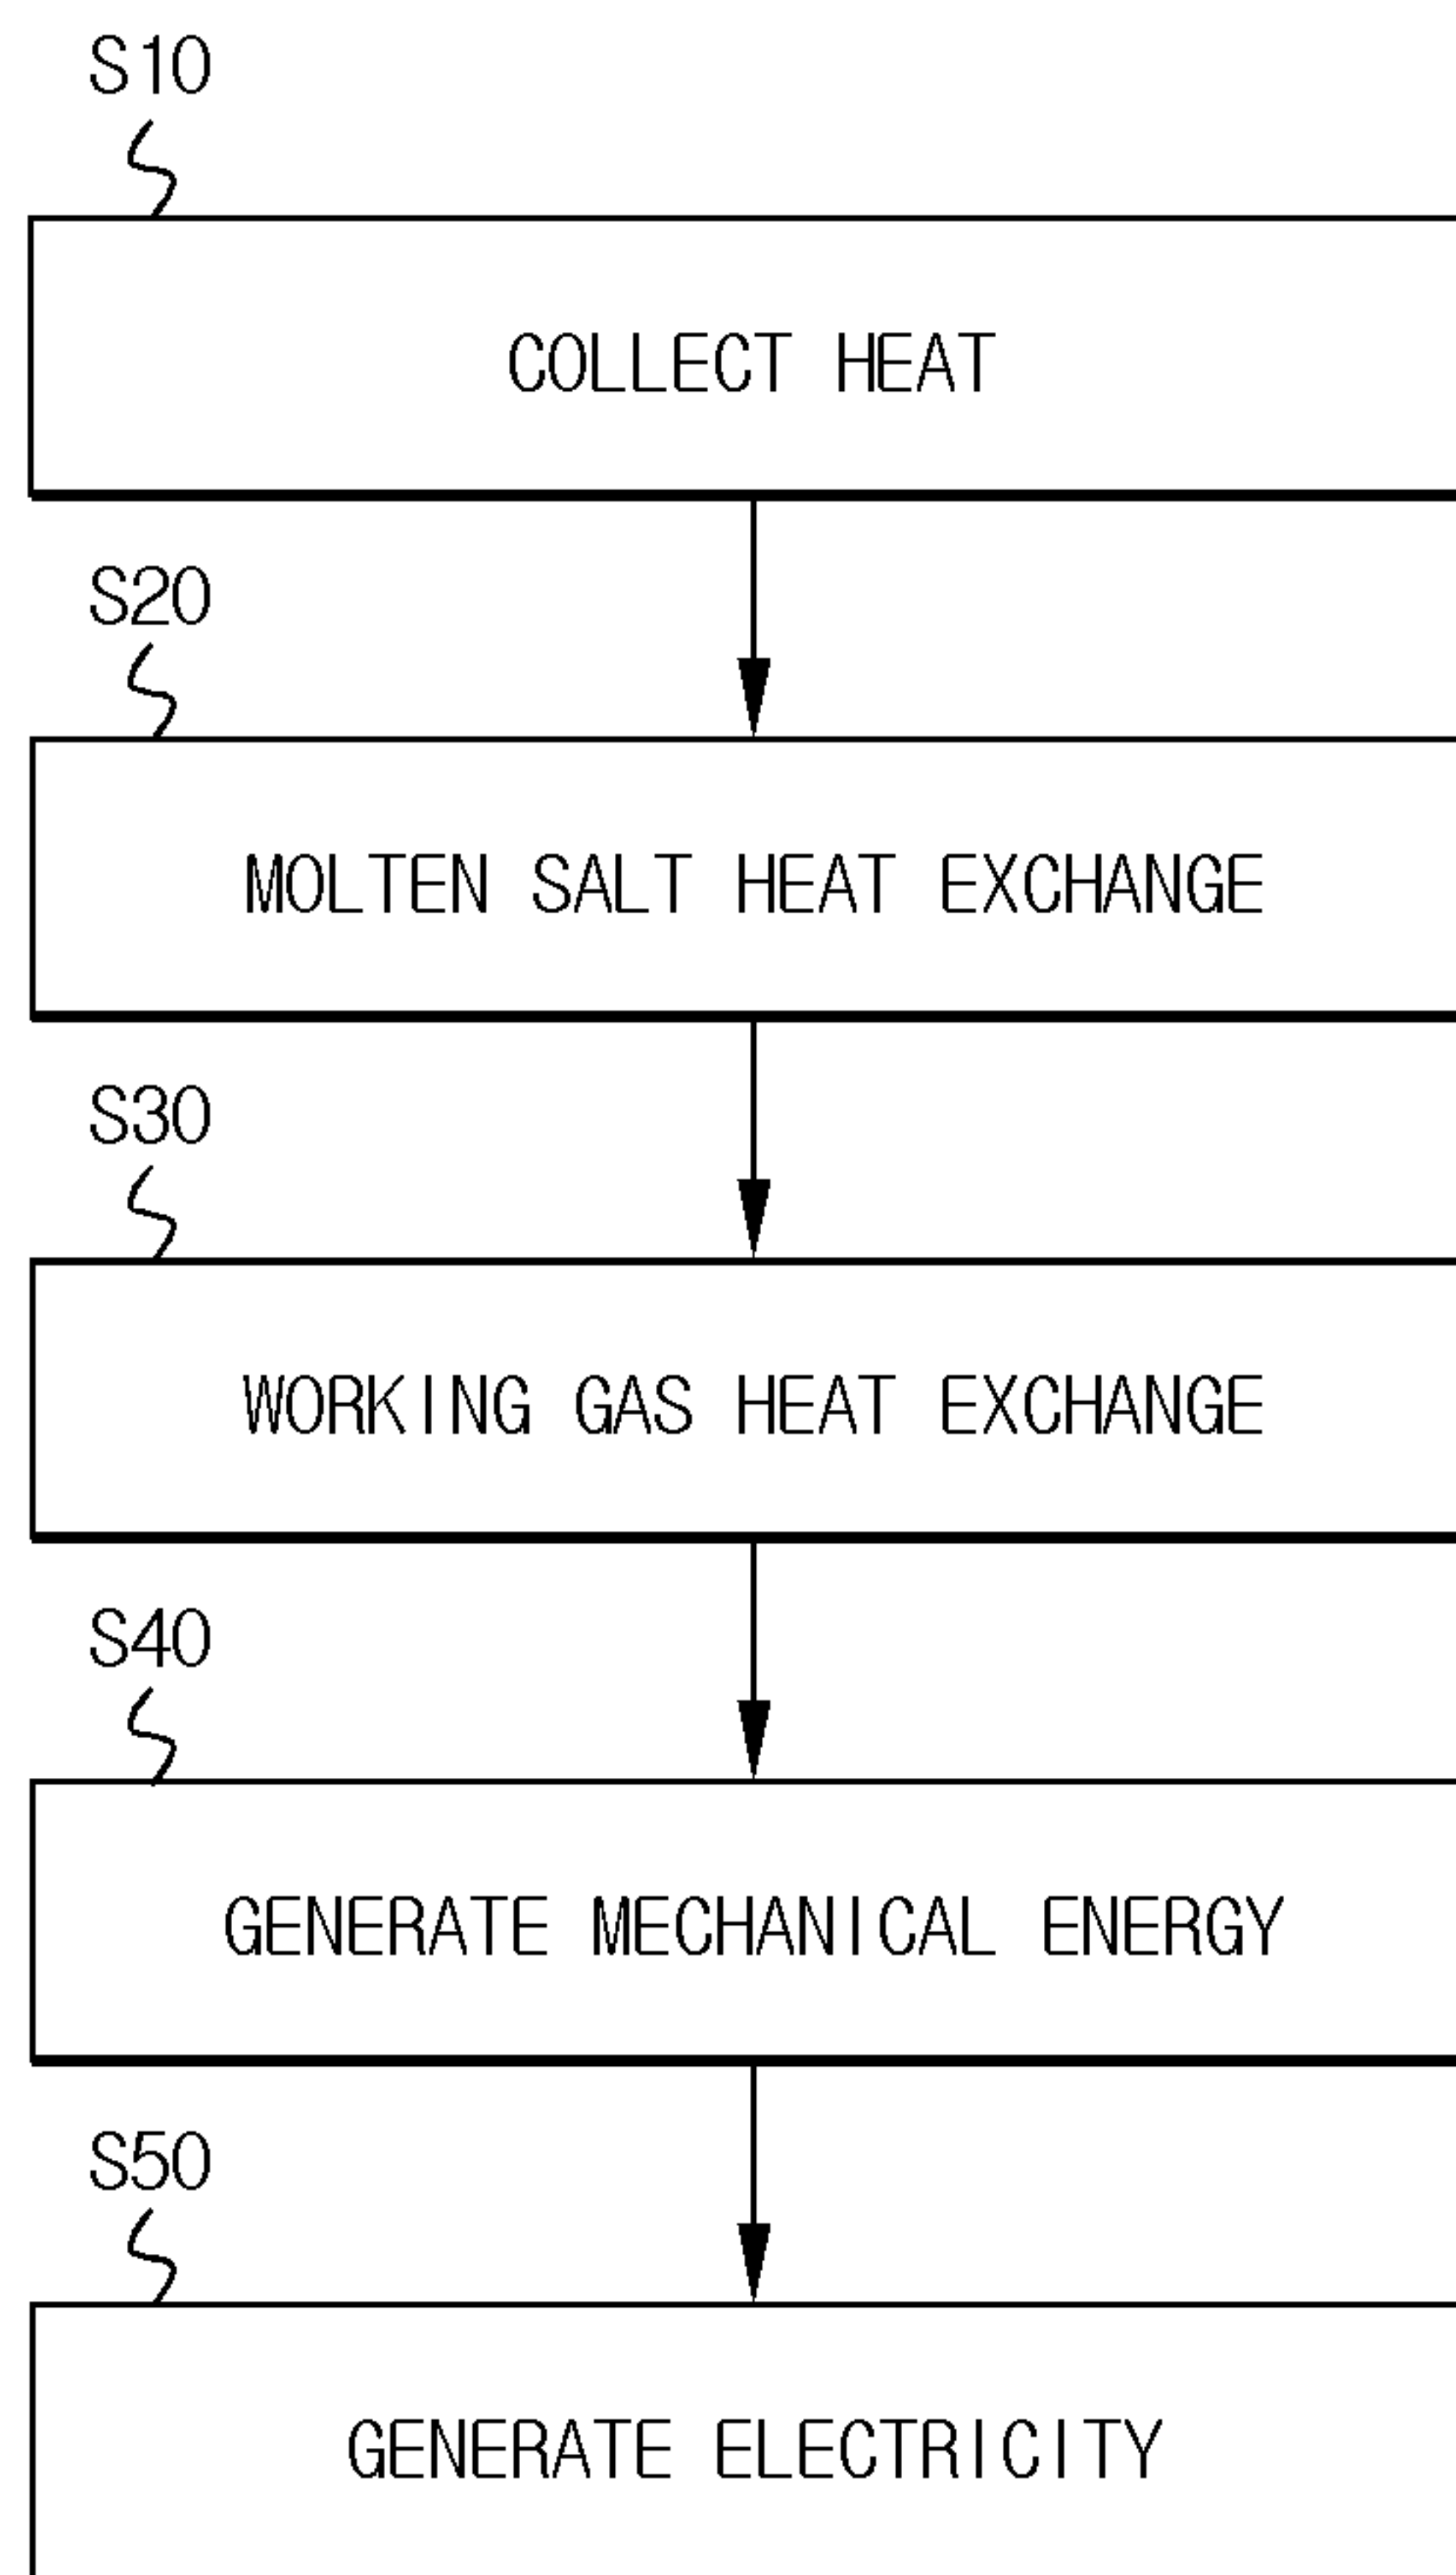 S10
COLLECT HEAT
S20
MOLTEN SALT HEAT EXCHANGE
S30
WORKING GAS HEAT EXCHANGE
S40
GENERATE MECHANICAL ENERGY
S50
GENERATE ELECTRICITY